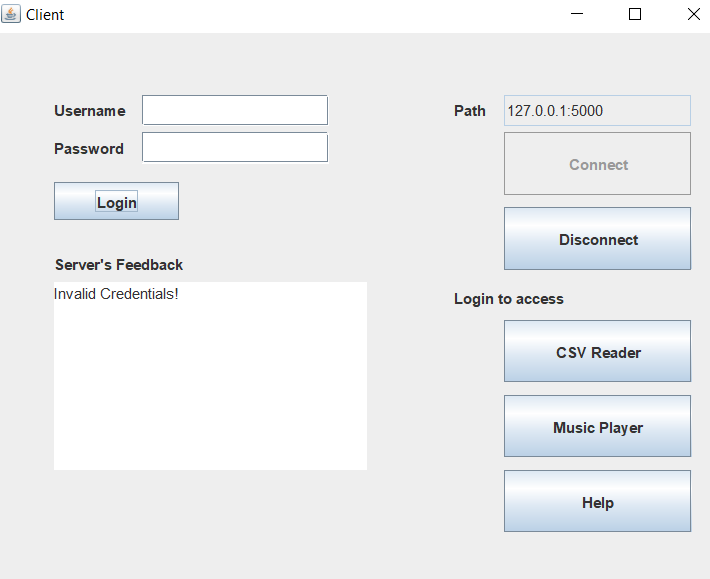 Client
Username
Password
Login
Server's Feedback
Invalid Credentials!
Path
127.0.0.1:5000
Connect
Disconnect
Login to access
CSV Reader
Music Player
Help